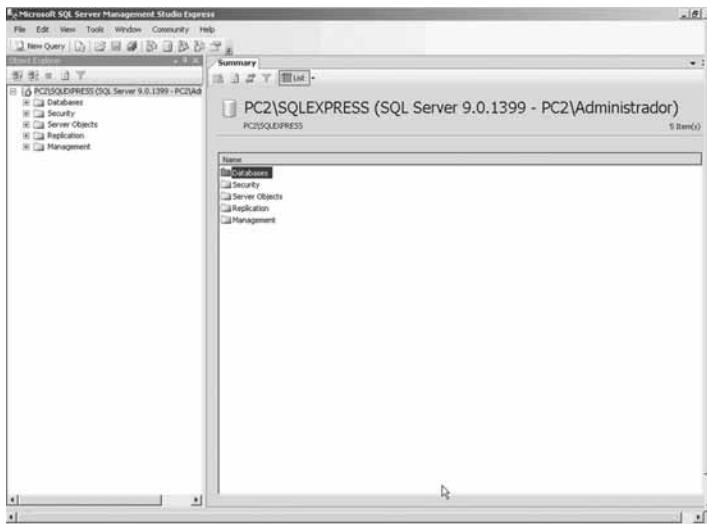 Microsoft SQL Server Management Studio Express
File Edit View Tools Window Community Help
New Query
Object Explorer
PC2\SQLEXPRESS (SQL Server 9.0.1399 - PC2\Ad
Databases
Security
Server Objects
Replication
Management
Summary
List
PC2\SQLEXPRESS (SQL Server 9.0.1399 - PC2\Administrador)
PC2\SQLEXPRESS
5 Item(s)
Name
Databases
Security
Server Objects
Replication
Management